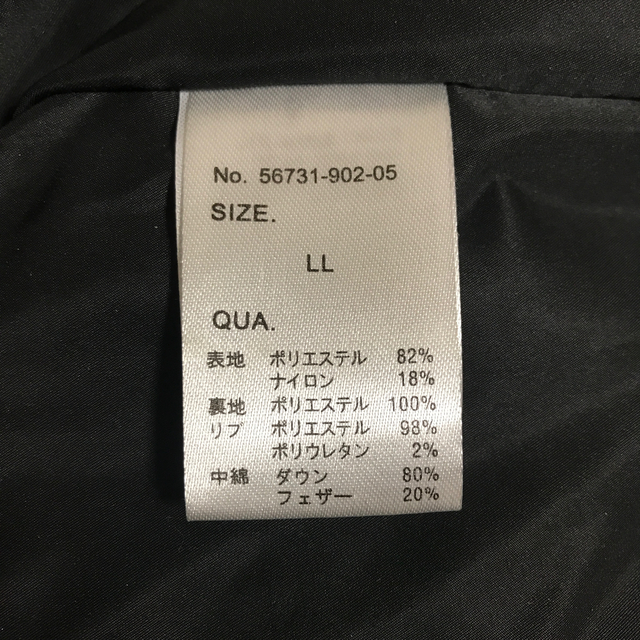 No. 56731-902-05
SIZE.
LL
QUA.
表地 ポリエステル 82%
ナイロン 18%
裏地 ポリエステル 100%
リブ ポリエステル 98%
ポリウレタン 2%
中綿 ダウン 80%
フェザー 20%